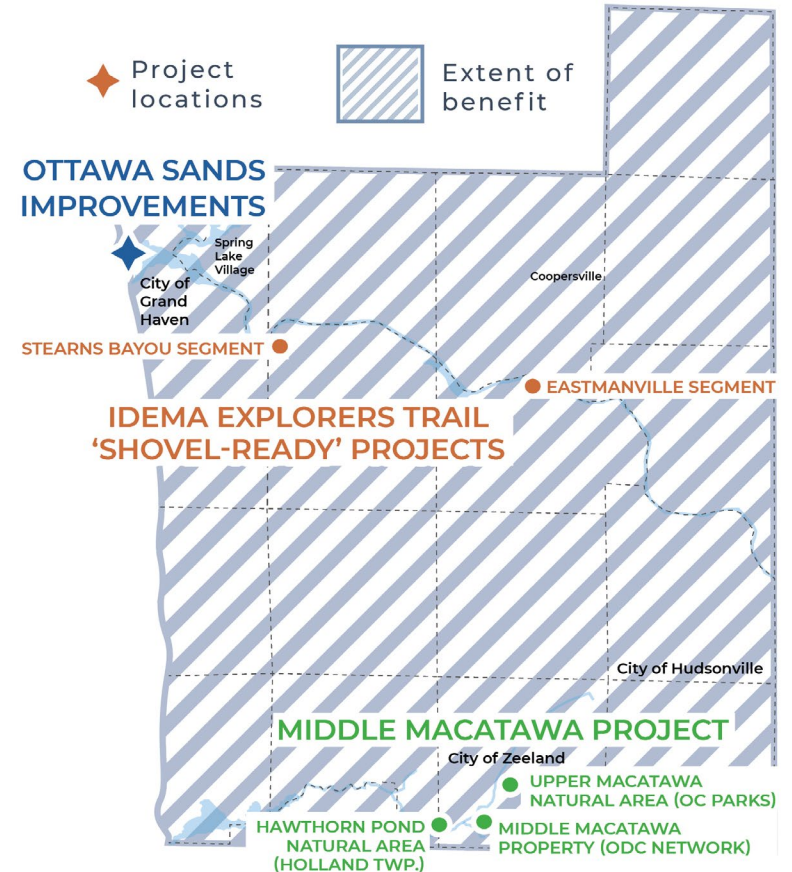 Project
locations
Extent of
benefit
OTTAWA SANDS
IMPROVEMENTS
Spring
Lake
Village
City of
Grand
Haven
Coopersville
STEARNS BAYOU SEGMENT
EASTMANVILLE SEGMENT
IDEMA EXPLORERS TRAIL
‘SHOVEL-READY’ PROJECTS
City of Hudsonville
MIDDLE MACATAWA PROJECT
City of Zeeland
UPPER MACATAWA
NATURAL AREA (OC PARKS)
HAWTHORN POND
NATURAL AREA
(HOLLAND TWP.)
MIDDLE MACATAWA
PROPERTY (ODC NETWORK)